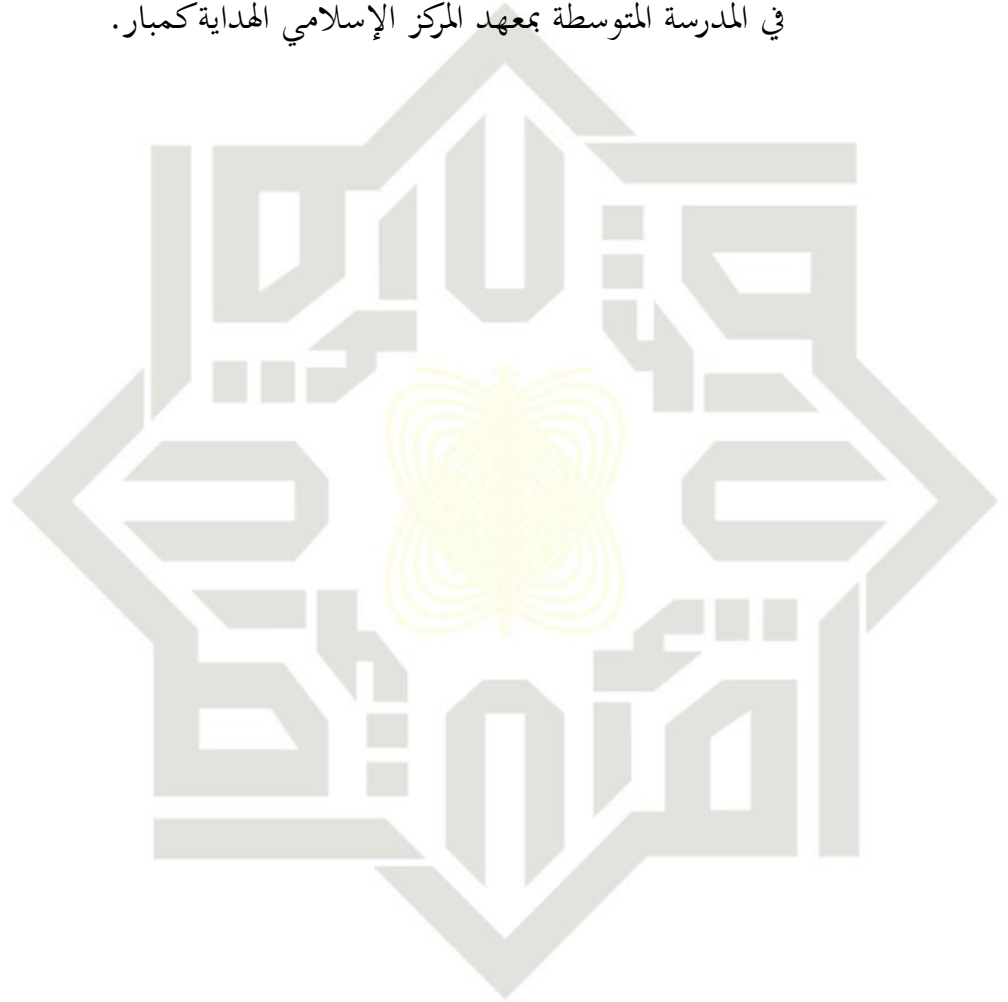 في المدرسة المتوسطة بمعهد المركز الإسلامي الهداية كمبار.